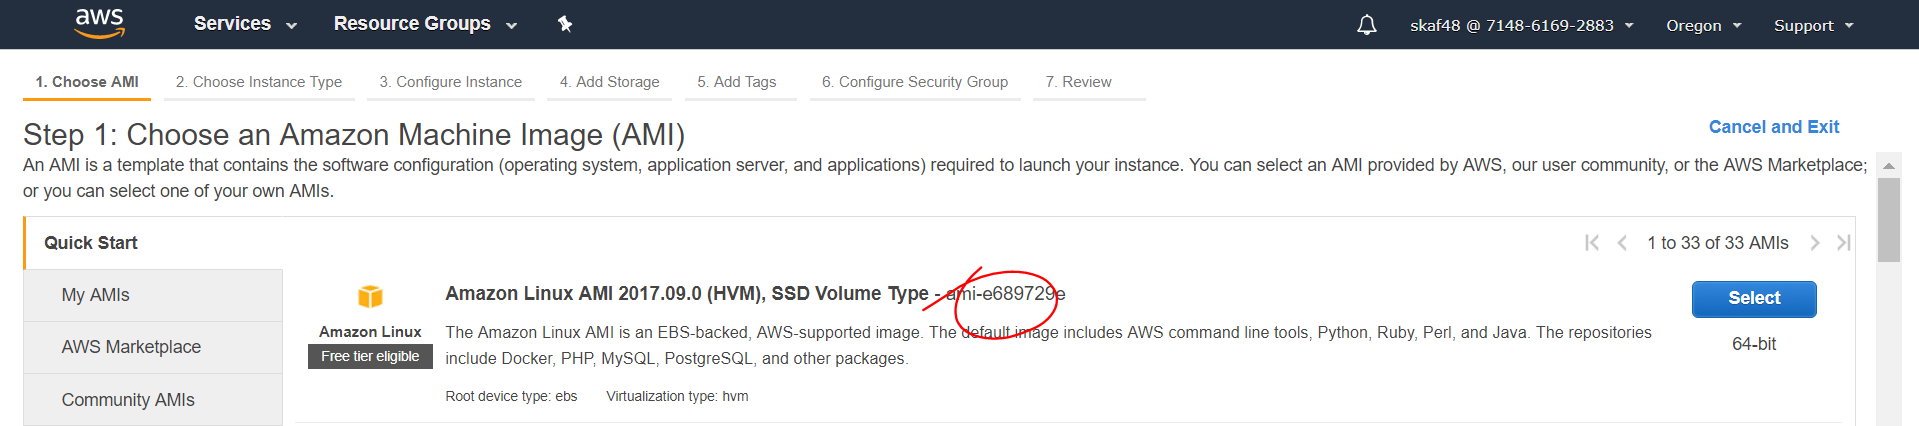 aws Services Resource Groups skaf48 @ 7148-6169-2883 Oregon Support
1. Choose AMI 2. Choose Instance Type 3. Configure Instance 4. Add Storage 5. Add Tags 6. Configure Security Group 7. Review
Step 1: Choose an Amazon Machine Image (AMI)
Cancel and Exit
An AMI is a template that contains the software configuration (operating system, application server, and applications) required to launch your instance. You can select an AMI provided by AWS, our user community, or the AWS Marketplace;
or you can select one of your own AMIs.
Quick Start
1 to 33 of 33 AMIs
My AMIs
AWS Marketplace
Community AMIs
Amazon Linux
Free tier eligible
Amazon Linux AMI 2017.09.0 (HVM), SSD Volume Type - ami-e689729e
The Amazon Linux AMI is an EBS-backed, AWS-supported image. The default image includes AWS command line tools, Python, Ruby, Perl, and Java. The repositories
include Docker, PHP, MySQL, PostgreSQL, and other packages.
Root device type: ebs Virtualization type: hvm
Select
64-bit